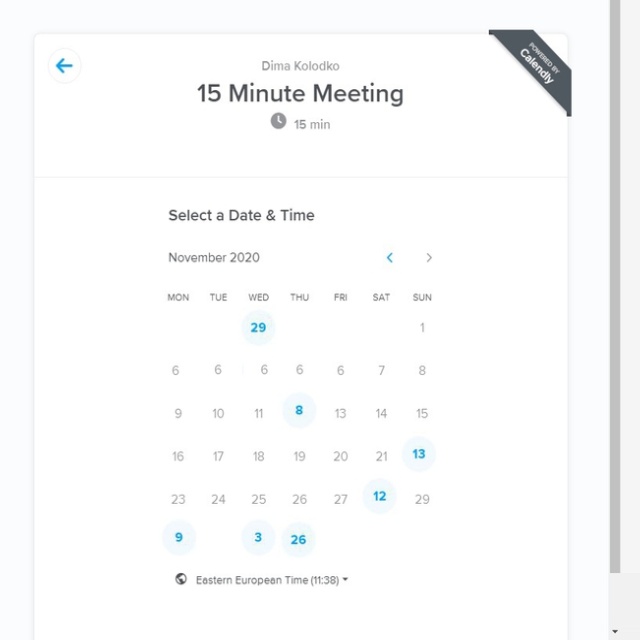 POWERED BY
Calendly
Dima Kolodko
15 Minute Meeting
15 min
Select a Date & Time
November 2020
MON TUE WED THU FRI SAT SUN
29 1
6 6 6 6 6 7 8
9 10 11 8 13 14 15
16 17 18 19 20 21 13
23 24 25 26 27 12 29
9 3 26
Eastern European Time (11:38)